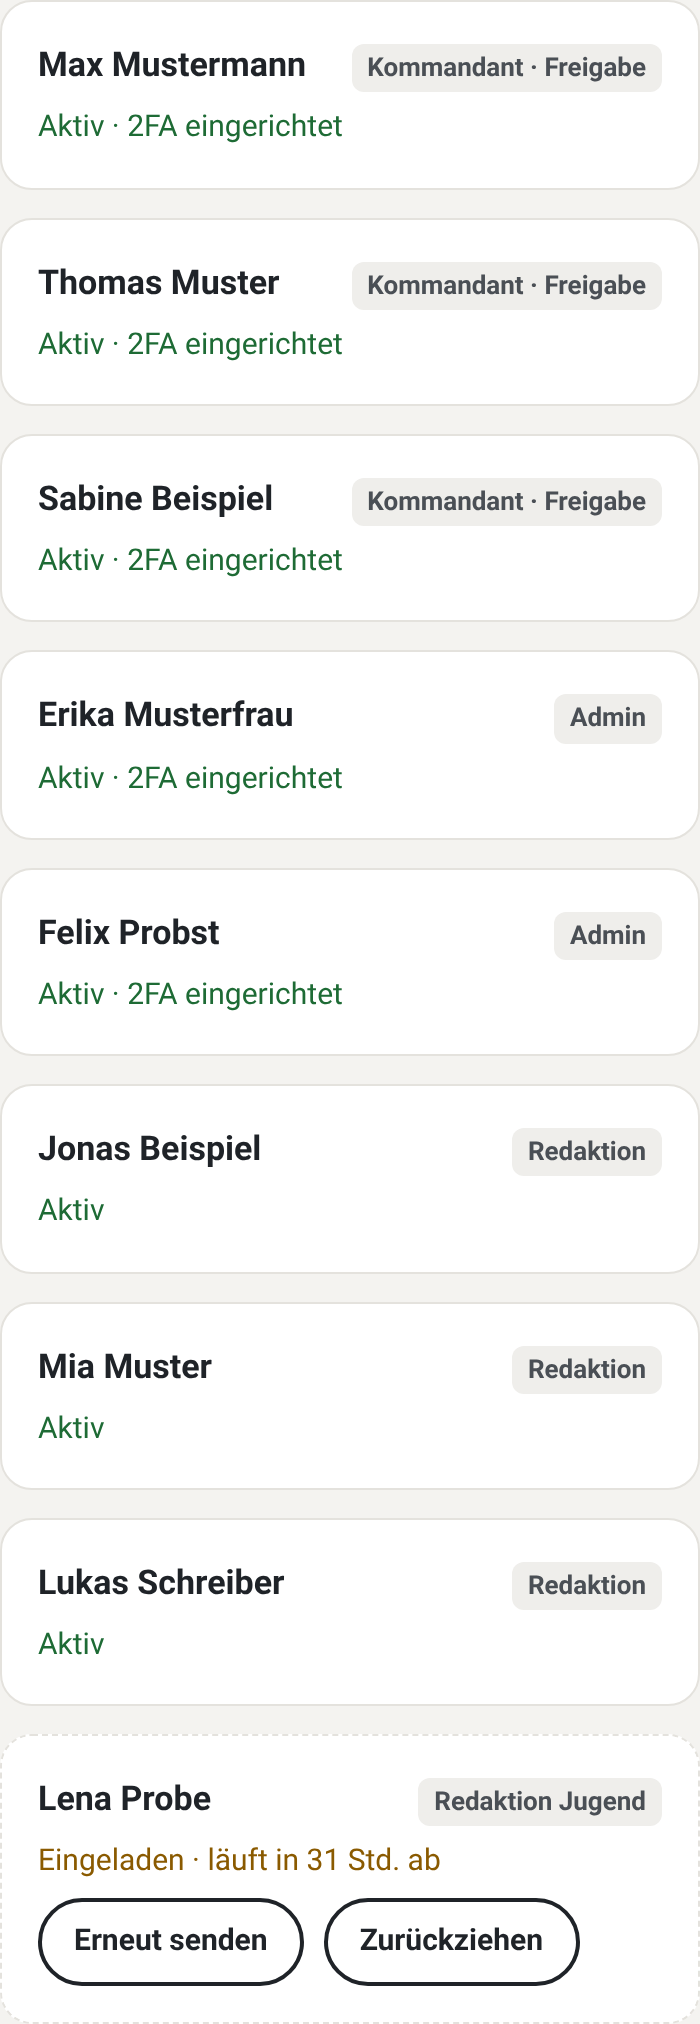 Max Mustermann Kommandant · Freigabe
Aktiv · 2FA eingerichtet
Thomas Muster Kommandant · Freigabe
Aktiv · 2FA eingerichtet
Sabine Beispiel Kommandant · Freigabe
Aktiv · 2FA eingerichtet
Erika Musterfrau Admin
Aktiv · 2FA eingerichtet
Felix Probst Admin
Aktiv · 2FA eingerichtet
Jonas Beispiel Redaktion
Aktiv
Mia Muster Redaktion
Aktiv
Lukas Schreiber Redaktion
Aktiv
Lena Probe Redaktion Jugend
Eingeladen · läuft in 31 Std. ab
Erneut senden Zurückziehen